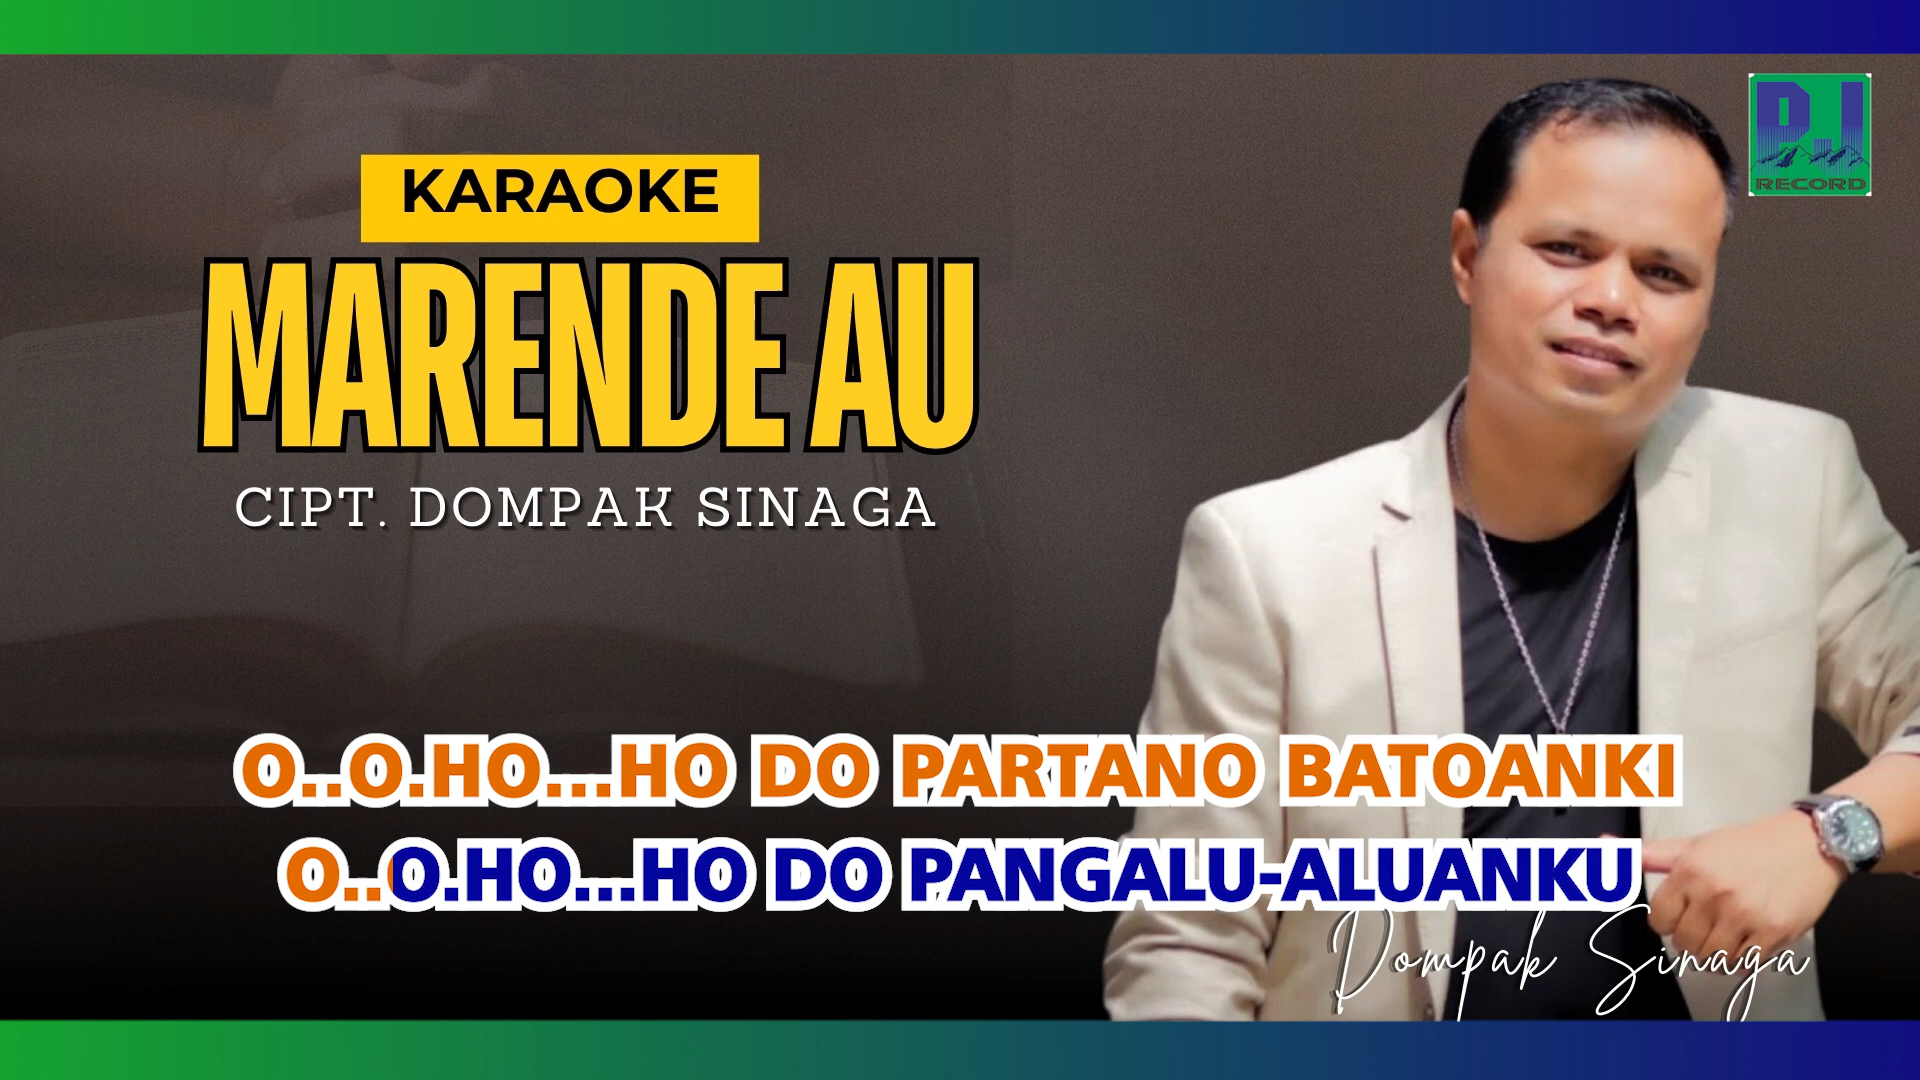 KARAOKE
MARENDE AU
CIPT. DOMPAK SINAGA
DJ
RECORD
O..O.HO...HO DO PARTANO BATOANKI
O..O.HO...HO DO PANGALU-ALUANKU
Dompak Sinaga